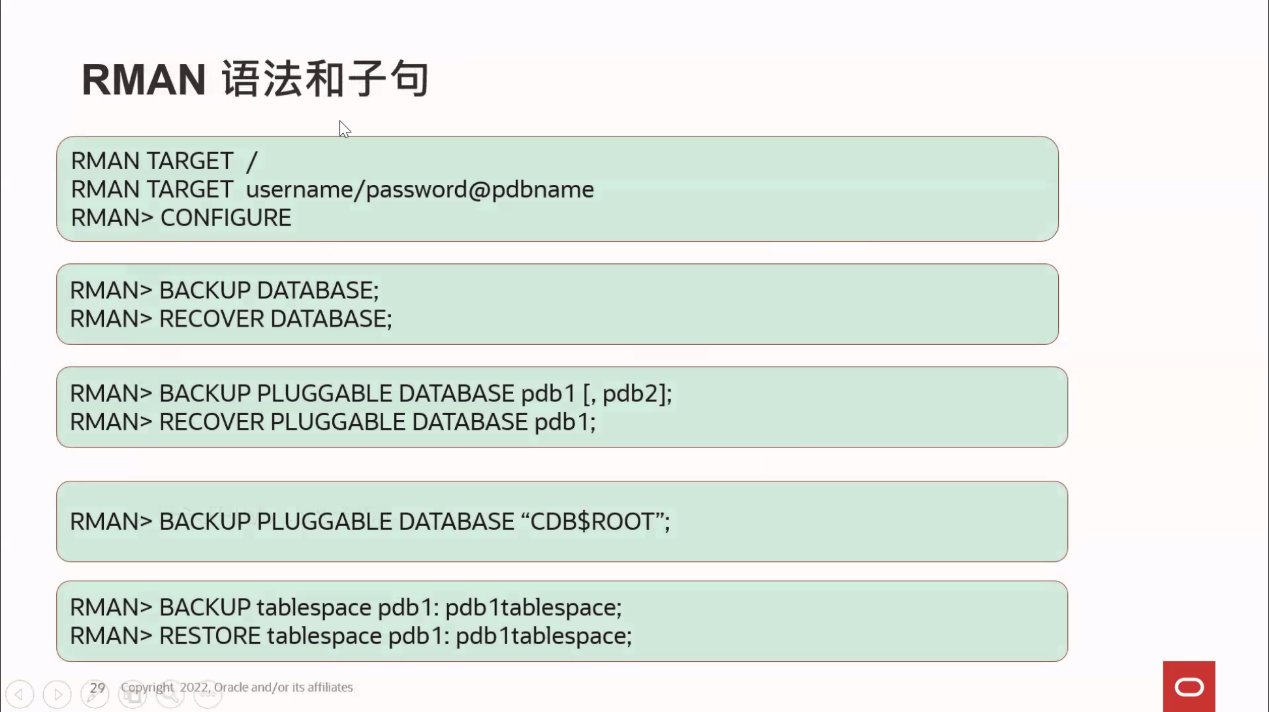 RMAN 语法和子句
RMAN TARGET /
RMAN TARGET username/password@pdbname
RMAN> CONFIGURE
RMAN> BACKUP DATABASE;
RMAN> RECOVER DATABASE;
RMAN> BACKUP PLUGGABLE DATABASE pdb1 [, pdb2];
RMAN> RECOVER PLUGGABLE DATABASE pdb1;
RMAN> BACKUP PLUGGABLE DATABASE “CDB$ROOT”;
RMAN> BACKUP tablespace pdb1: pdb1tablespace;
RMAN> RESTORE tablespace pdb1: pdb1tablespace;
29 Copyright 2022, Oracle and/or its affiliates